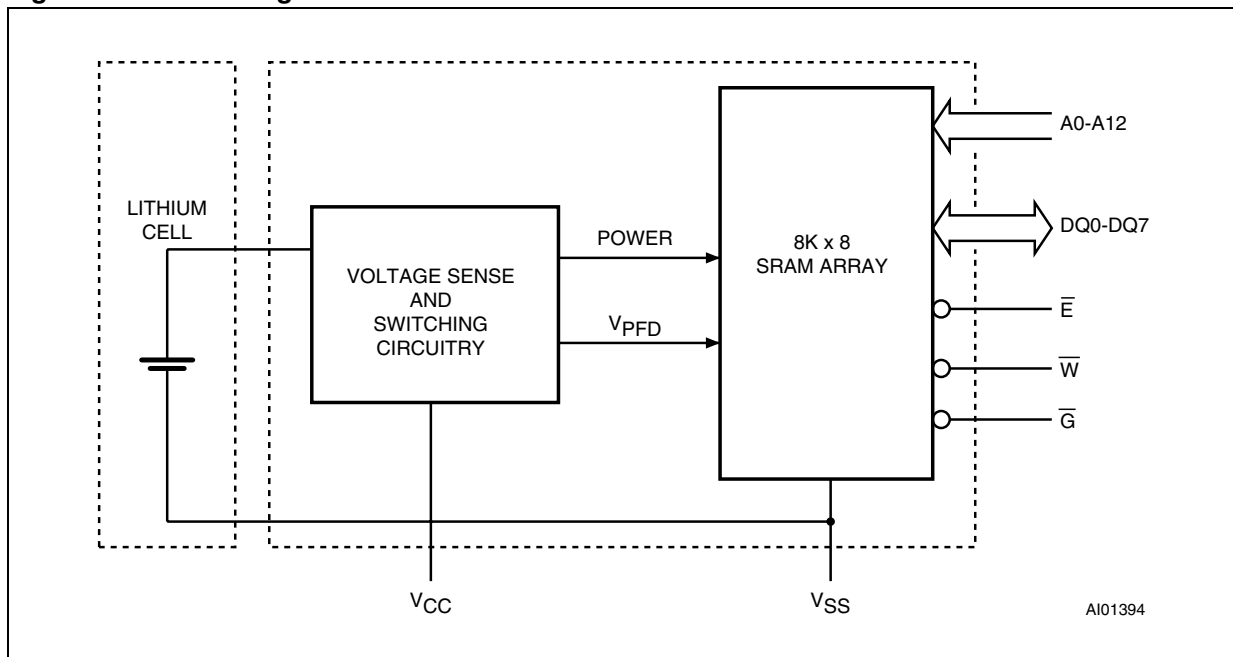 LITHIUM
CELL
VOLTAGE SENSE
AND
SWITCHING
CIRCUITRY
POWER
VPFD
8K x 8
SRAM ARRAY
A0-A12
DQ0-DQ7
E̅
W̅
G̅
VCC
VSS
AI01394